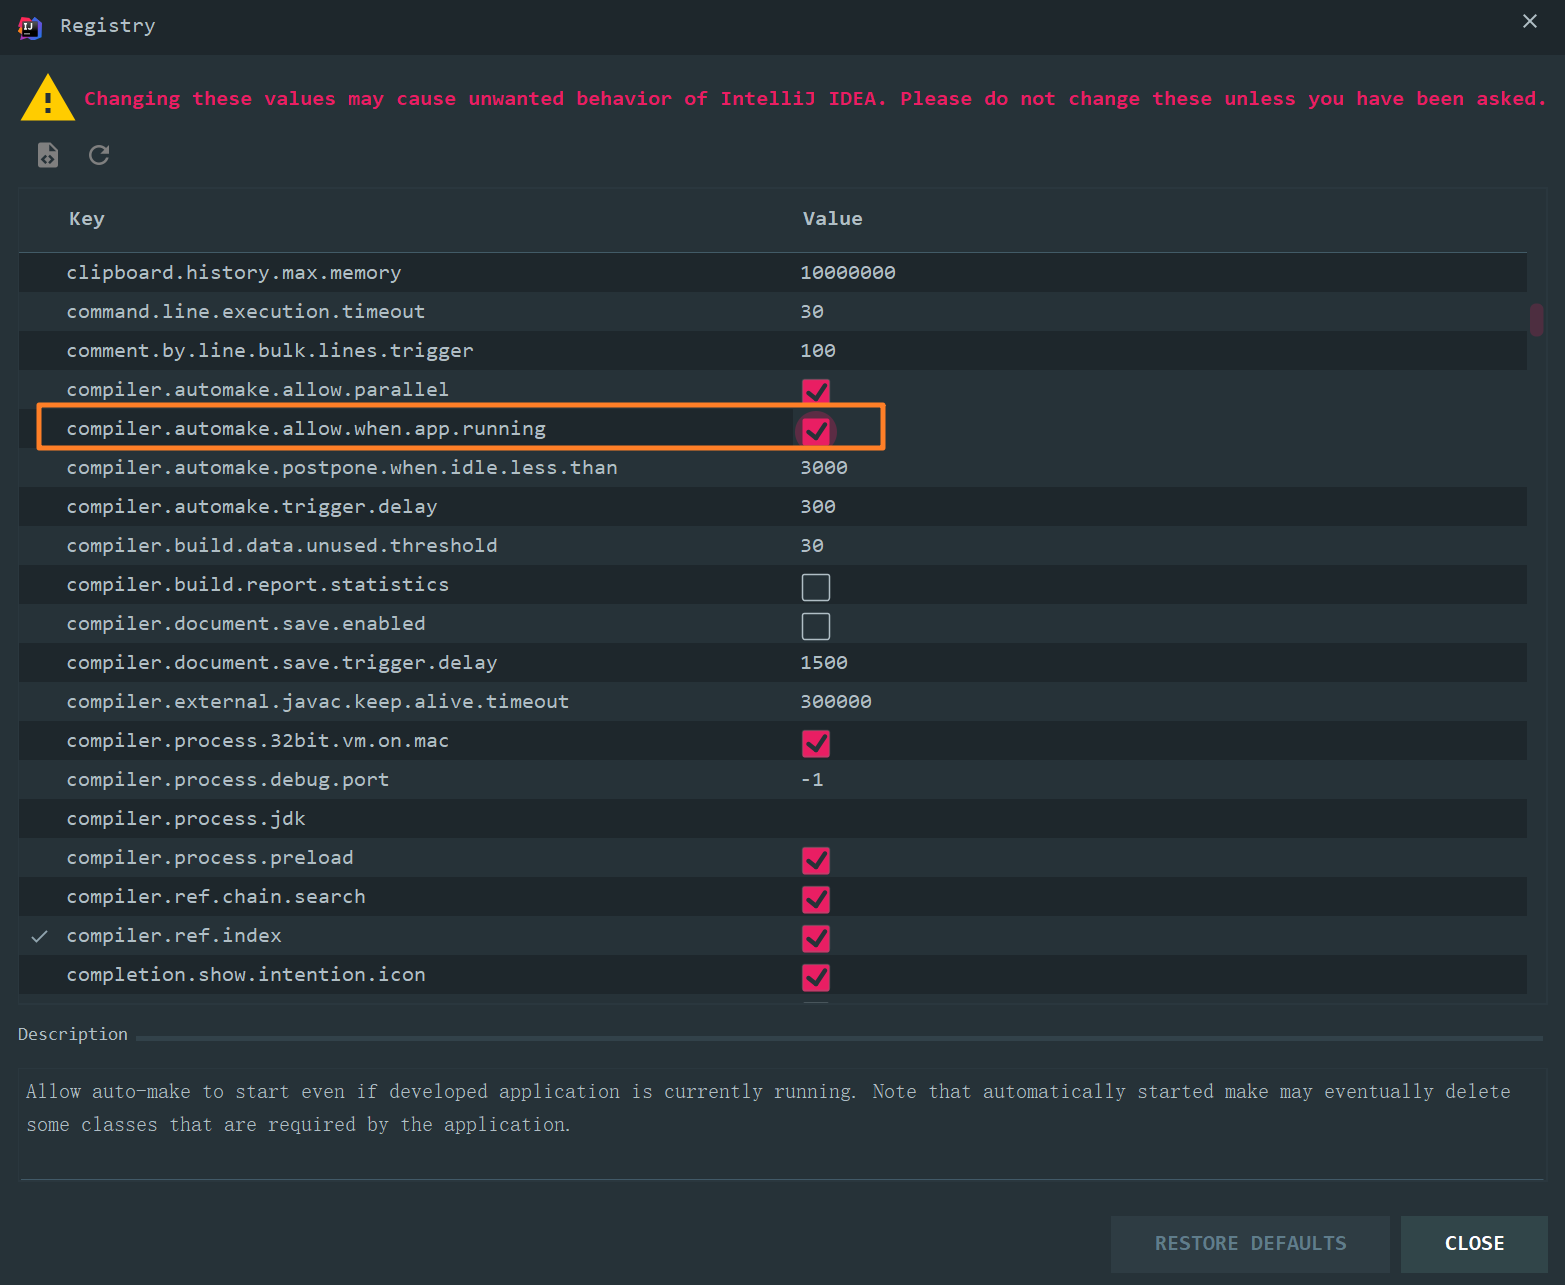 IJ
Registry
Changing these values may cause unwanted behavior of IntelliJ IDEA. Please do not change these unless you have been asked.
Key Value
clipboard.history.max.memory 10000000
command.line.execution.timeout 30
comment.by.line.bulk.lines.trigger 100
compiler.automake.allow.parallel
compiler.automake.allow.when.app.running
compiler.automake.postpone.when.idle.less.than 3000
compiler.automake.trigger.delay 300
compiler.build.data.unused.threshold 30
compiler.build.report.statistics
compiler.document.save.enabled
compiler.document.save.trigger.delay 1500
compiler.external.javac.keep.alive.timeout 300000
compiler.process.32bit.vm.on.mac
compiler.process.debug.port -1
compiler.process.jdk
compiler.process.preload
compiler.ref.chain.search
compiler.ref.index
completion.show.intention.icon
Description
Allow auto-make to start even if developed application is currently running. Note that automatically started make may eventually delete
some classes that are required by the application.
RESTORE DEFAULTS CLOSE